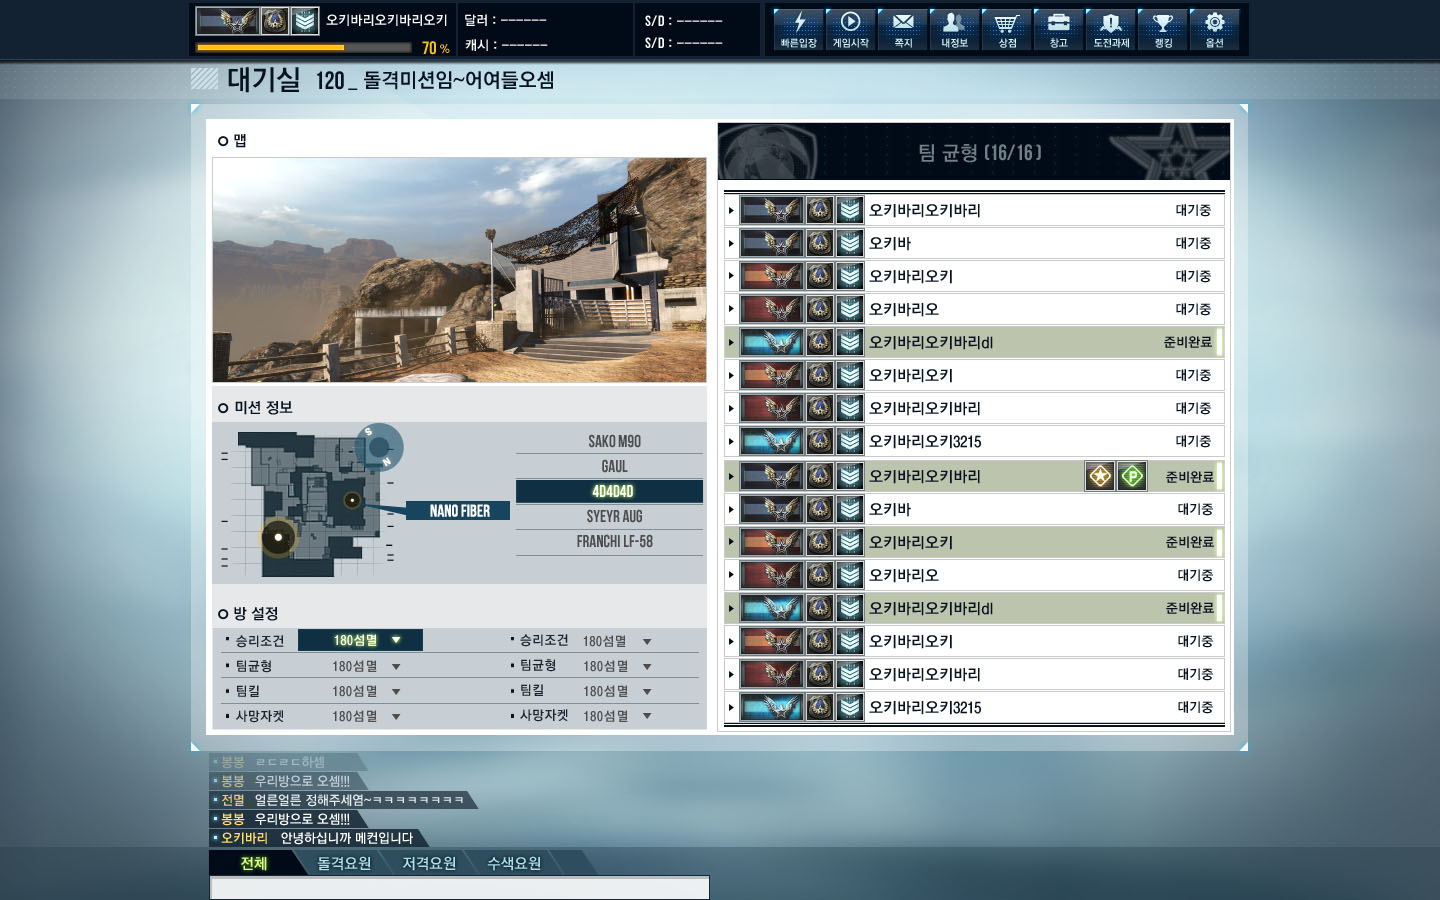 오키바리오키바리오키
70 %
달러 : ------
캐시 : ------
S/D : ------
S/D : ------
빠른입장 게임시작 쪽지 내정보 상점 창고 도전과제 랭킹 옵션
대기실 120_ 돌격미션임~어여들오셈
맵
미션 정보
S
N
NANO FIBER
SAKO M90
GAUL
4D4D4D
SYEYR AUG
FRANCHI LF-58
방 설정
승리조건 180섬멸 ▼
팀균형 180섬멸 ▼
팀킬 180섬멸 ▼
사망자켓 180섬멸 ▼
승리조건 180섬멸 ▼
팀균형 180섬멸 ▼
팀킬 180섬멸 ▼
사망자켓 180섬멸 ▼
팀 균형 (16/16)
오키바리오키바리 대기중
오키바 대기중
오키바리오키 대기중
오키바리오 대기중
오키바리오키바리dl 준비완료
오키바리오키 대기중
오키바리오키바리 대기중
오키바리오키3215 대기중
오키바리오키바리 P 준비완료
오키바 대기중
오키바리오키 준비완료
오키바리오 대기중
오키바리오키바리dl 준비완료
오키바리오키 대기중
오키바리오키바리 대기중
오키바리오키3215 대기중
봉봉 ㄹㄷㄹㄷ하셈
봉봉 우리방으로 오셈!!!
전멸 얼른얼른 정해주세염~ㅋㅋㅋㅋㅋㅋㅋㅋ
봉봉 우리방으로 오셈!!!
오키바리 안녕하십니까 메컨입니다
전체 돌격요원 저격요원 수색요원